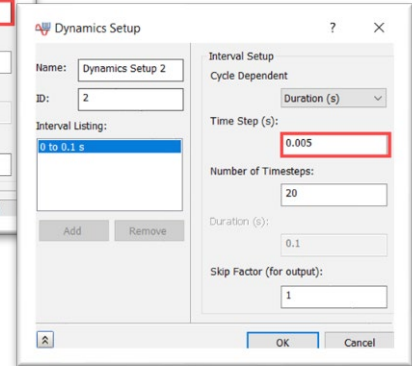 Dynamics Setup ? ×
Name: Dynamics Setup 2
ID: 2
Interval Listing:
0 to 0.1 s
Add Remove
Interval Setup
Cycle Dependent
Duration (s)
Time Step (s):
0.005
Number of Timesteps:
20
Duration (s):
0.1
Skip Factor (for output):
1
OK Cancel